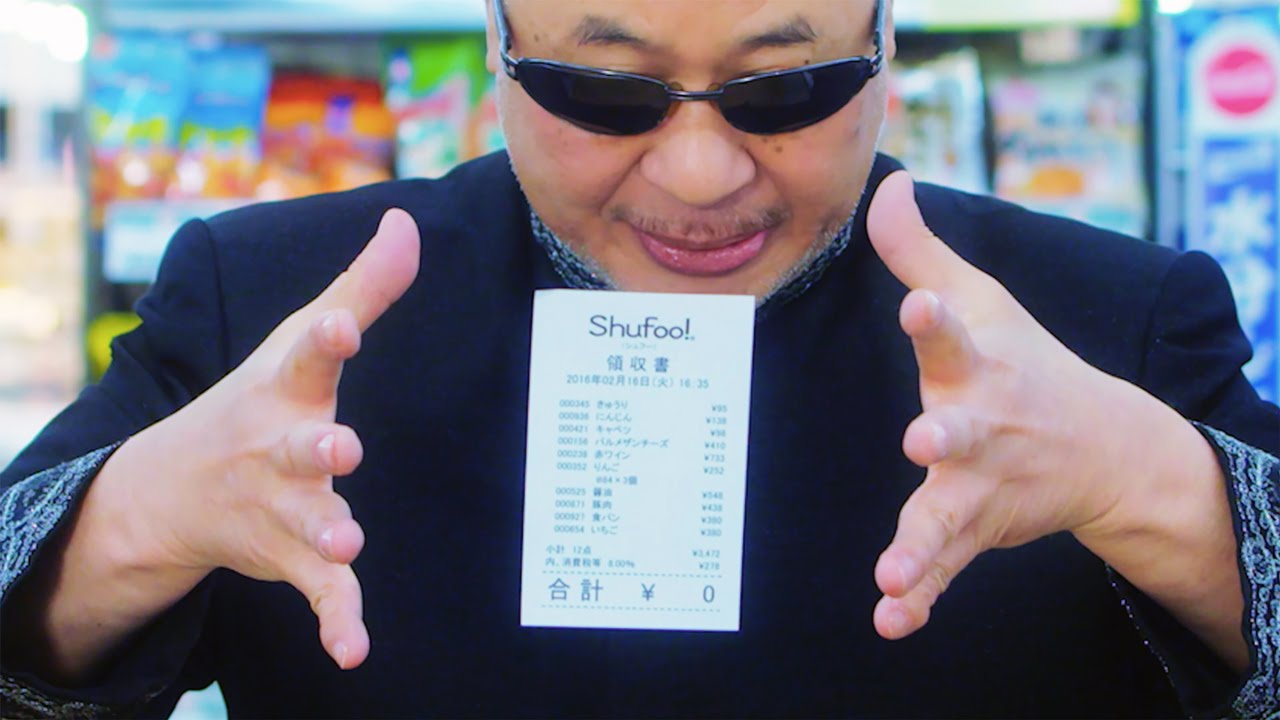 Shufoo!
(シュフー)
領収書
2016年02月16日(火) 16:35
000345 きゅうり ¥95
000936 にんじん ¥138
000421 キャベツ ¥98
000156 パルメザンチーズ ¥410
000238 赤ワイン ¥733
000352 りんご ¥252
@84×3個
000525 醤油 ¥548
000871 豚肉 ¥438
000927 食パン ¥380
000654 いちご ¥380
小計 12点 ¥3,472
内、消費税等 8.00% ¥278
合計 ¥ 0